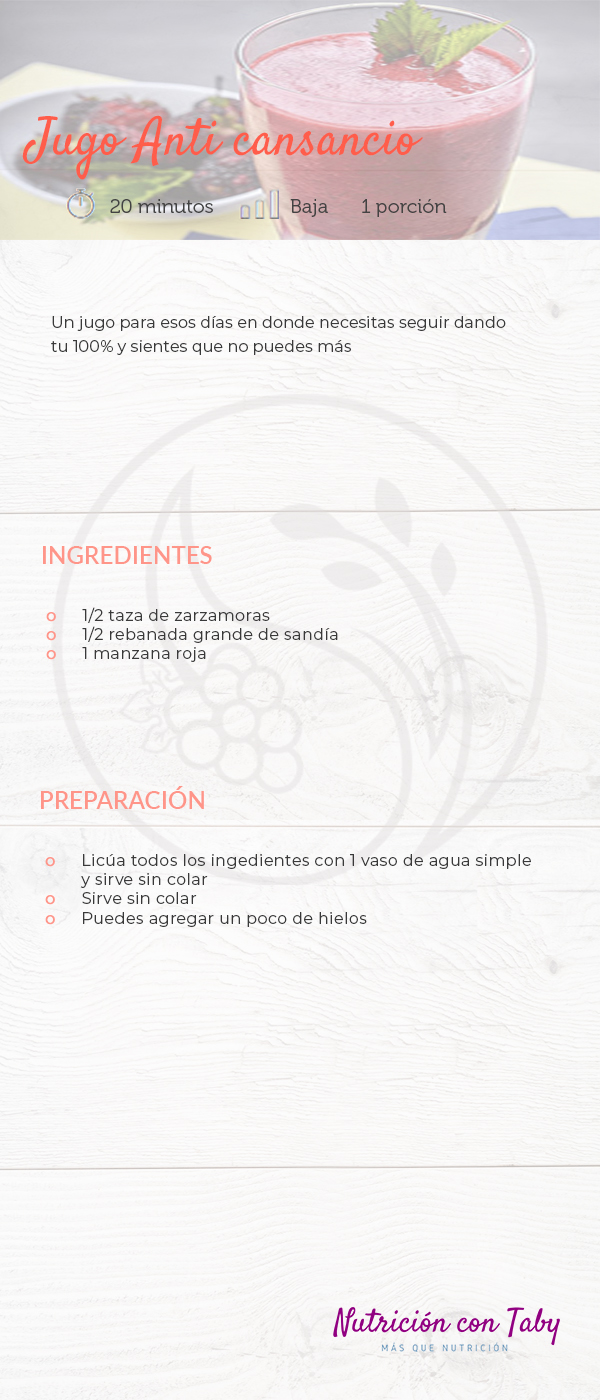 Jugo Anti cansancio
20 minutos Baja 1 porción
Un jugo para esos días en donde necesitas seguir dando
tu 100% y sientes que no puedes más
INGREDIENTES
1/2 taza de zarzamoras
1/2 rebanada grande de sandía
1 manzana roja
PREPARACIÓN
Licúa todos los ingedientes con 1 vaso de agua simple
y sirve sin colar
Sirve sin colar
Puedes agregar un poco de hielos
Nutrición con Taby
MÁS QUE NUTRICIÓN